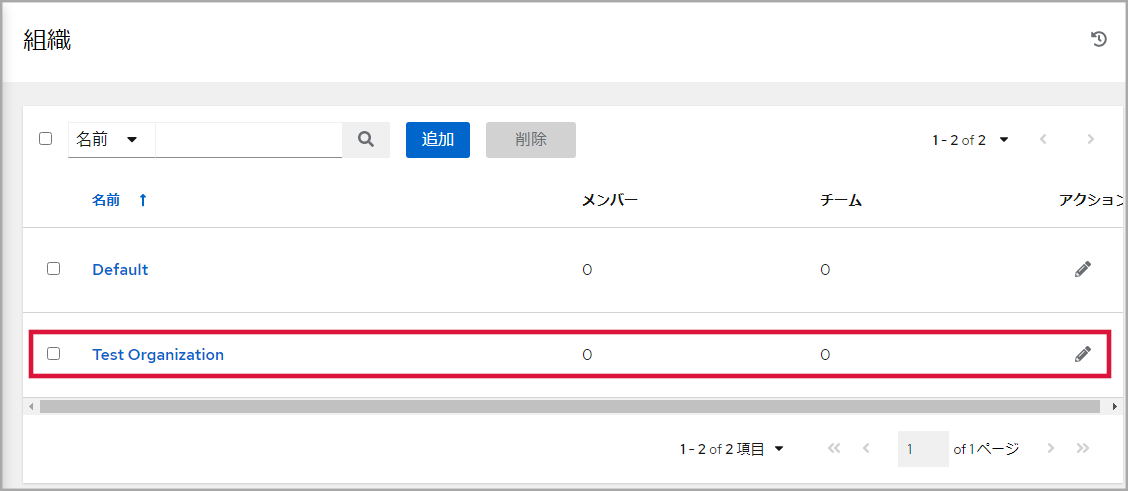 組織
名前 追加 削除 1 - 2 of 2
名前 メンバー チーム アクション
Default 0 0
Test Organization 0 0
1 - 2 of 2 項目 1 of 1 ページ